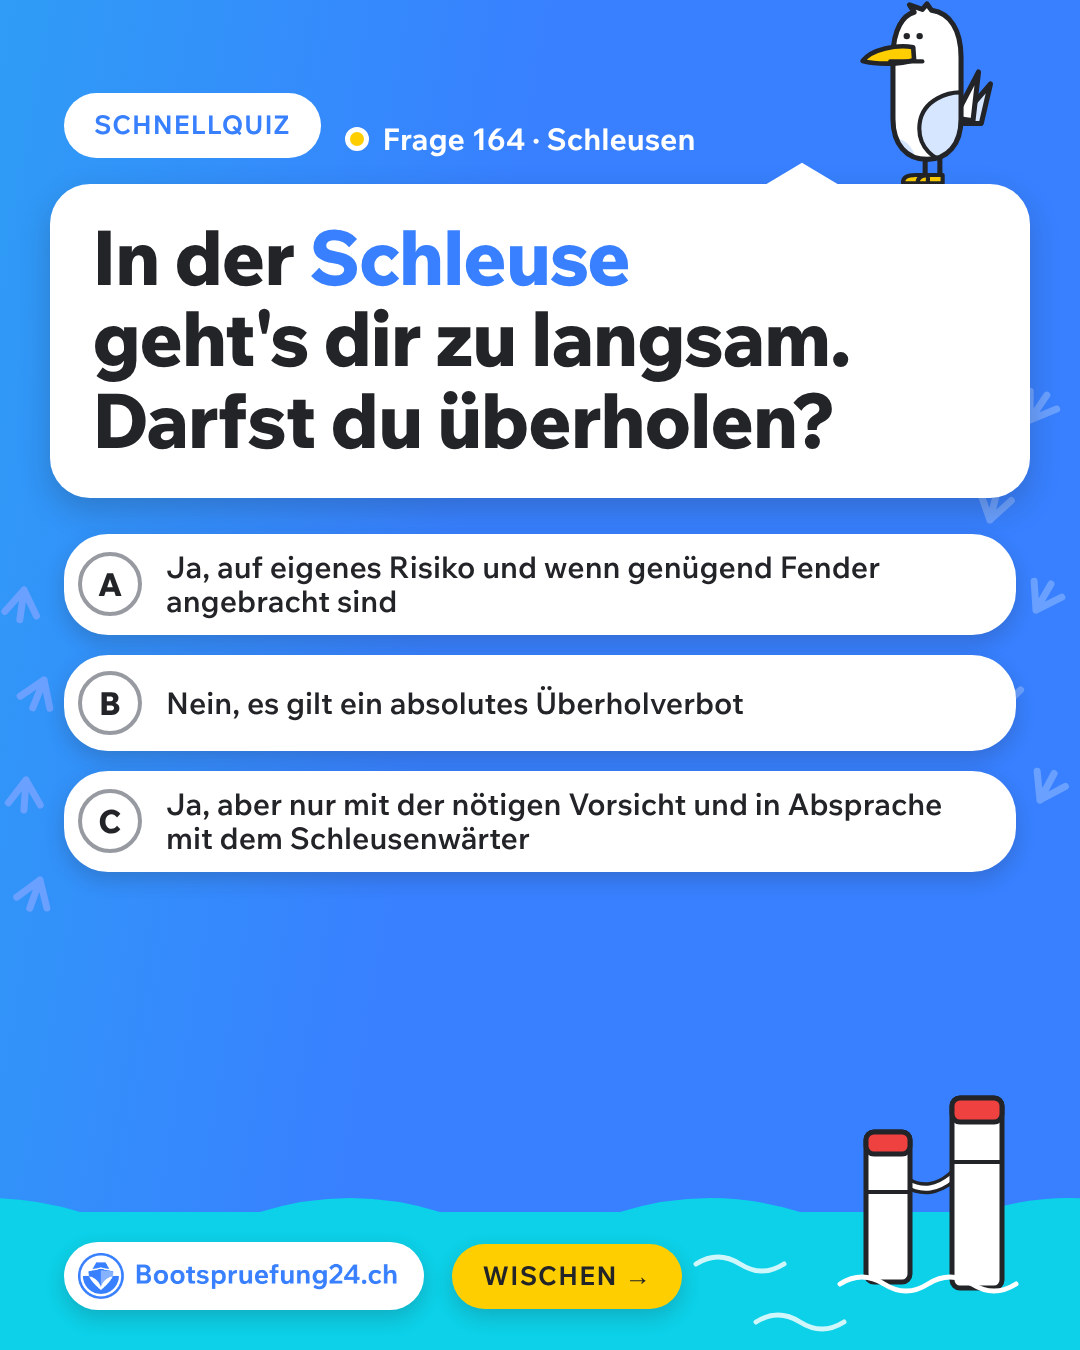 SCHNELLQUIZ
Frage 164 · Schleusen
In der Schleuse
geht's dir zu langsam.
Darfst du überholen?
A
Ja, auf eigenes Risiko und wenn genügend Fender
angebracht sind
B
Nein, es gilt ein absolutes Überholverbot
C
Ja, aber nur mit der nötigen Vorsicht und in Absprache
mit dem Schleusenwärter
Bootspruefung24.ch
WISCHEN →